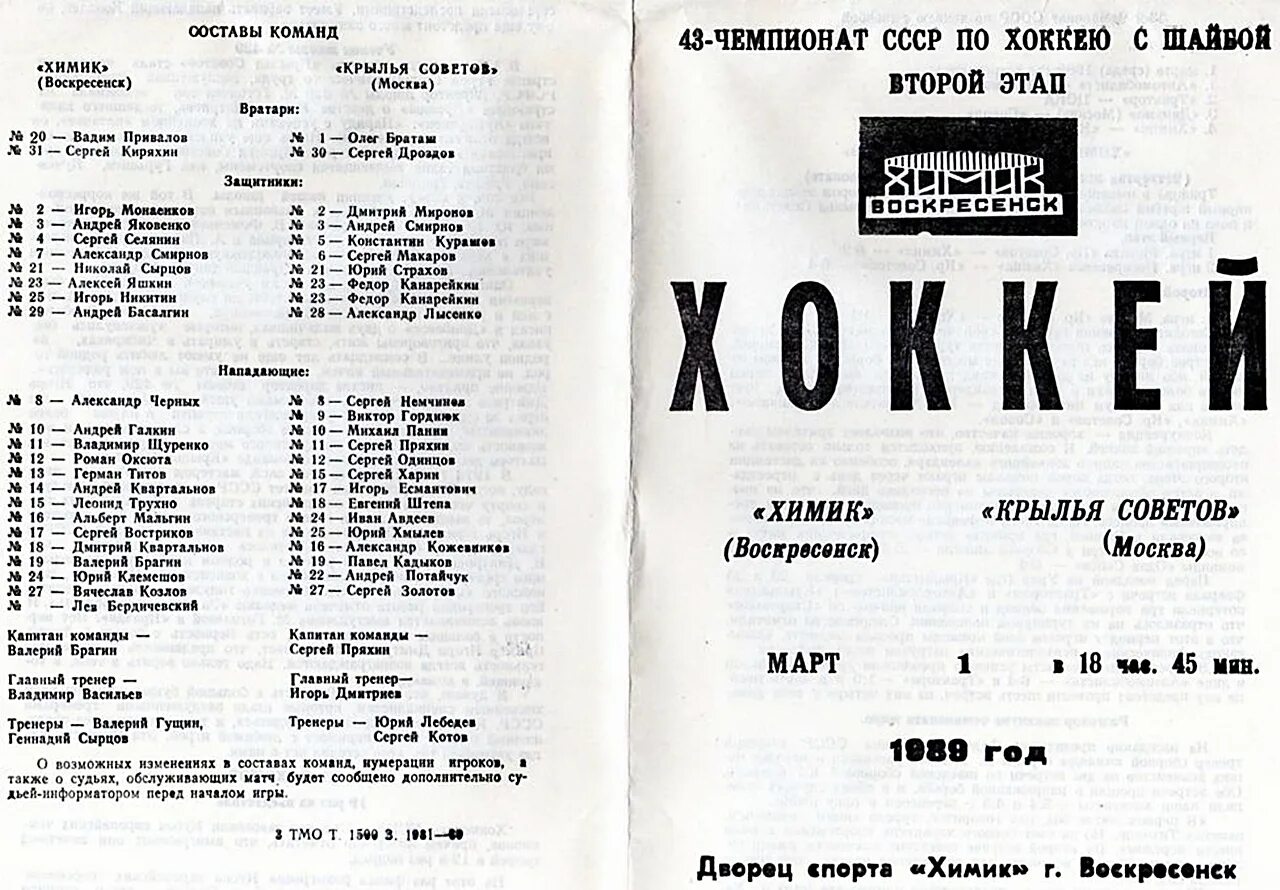 СОСТАВЫ КОМАНД
«ХИМИК»
(Воскресенск)
«КРЫЛЬЯ СОВЕТОВ»
(Москва)
Вратари:
№ 20 — Вадим Привалов
№ 31 — Сергей Киряхин
№ 1 — Олег Браташ
№ 30 — Сергей Дроздов
Защитники:
№ 2 — Игорь Монаенков
№ 3 — Андрей Яковенко
№ 4 — Сергей Селянин
№ 7 — Александр Смирнов
№ 21 — Николай Сырцов
№ 23 — Алексей Яшкин
№ 25 — Игорь Никитин
№ 29 — Андрей Басалгин
№ 2 — Дмитрий Миронов
№ 3 — Андрей Смирнов
№ 5 — Константин Курашов
№ 6 — Сергей Макаров
№ 21 — Юрий Страхов
№ 23 — Федор Канарейкин
№ 23 — Федор Канарейкин
№ 28 — Александр Лысенко
Нападающие:
№ 8 — Александр Черных
№ 10 — Андрей Галкин
№ 11 — Владимир Щуренко
№ 12 — Роман Оксюта
№ 13 — Герман Титов
№ 14 — Андрей Квартальнов
№ 15 — Леонид Трухно
№ 16 — Альберт Мальгин
№ 17 — Сергей Востриков
№ 18 — Дмитрий Квартальнов
№ 19 — Валерий Брагин
№ 24 — Юрий Клемешов
№ 27 — Вячеслав Козлов
№ — Лев Бердичевский
№ 8 — Сергей Немчинов
№ 9 — Виктор Гордиюк
№ 10 — Михаил Панин
№ 11 — Сергей Пряхин
№ 12 — Сергей Одинцов
№ 15 — Сергей Харин
№ 17 — Игорь Есмантович
№ 18 — Евгений Штепа
№ 24 — Иван Авдеев
№ 25 — Юрий Хмылев
№ 16 — Александр Кожевников
№ 19 — Павел Кадыков
№ 22 — Андрей Потайчук
№ 27 — Сергей Золотов
Капитан команды —
Валерий Брагин
Капитан команды —
Сергей Пряхин
Главный тренер —
Владимир Васильев
Главный тренер—
Игорь Дмитриев
Тренеры — Валерий Гущин,
Геннадий Сырцов
Тренеры — Юрий Лебедев
Сергей Котов
О возможных изменениях в составах команд, нумерации игроков, а
также о судьях, обслуживающих матч будет сообщено дополнительно су-
дьей-информатором перед началом игры.
З ТМО Т. 1500 З. 1981—89
43-ЧЕМПИОНАТ СССР ПО ХОККЕЮ С ШАЙБОЙ
ВТОРОЙ ЭТАП
ХИМИК
ВОСКРЕСЕНСК
ХОККЕЙ
«ХИМИК»
(Воскресенск)
«КРЫЛЬЯ СОВЕТОВ»
(Москва)
МАРТ 1 в 18 час. 45 мин.
1989 год
Дворец спорта «Химик» г. Воскресенск